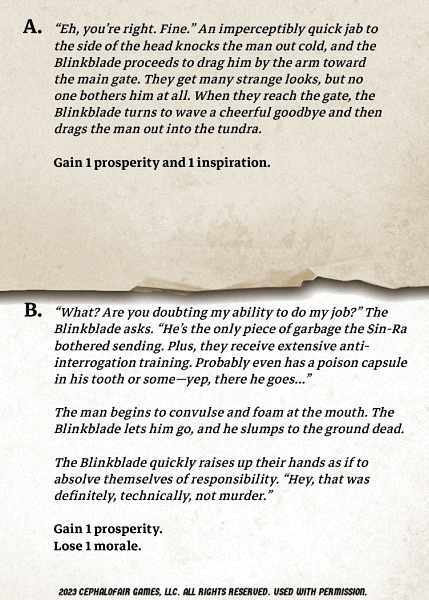 A. “Eh, you’re right. Fine.” An imperceptibly quick jab to
the side of the head knocks the man out cold, and the
Blinkblade proceeds to drag him by the arm toward
the main gate. They get many strange looks, but no
one bothers him at all. When they reach the gate, the
Blinkblade turns to wave a cheerful goodbye and then
drags the man out into the tundra.
Gain 1 prosperity and 1 inspiration.
B. “What? Are you doubting my ability to do my job?” The
Blinkblade asks. “He’s the only piece of garbage the Sin-Ra
bothered sending. Plus, they receive extensive anti-
interrogation training. Probably even has a poison capsule
in his tooth or some—yep, there he goes...”
The man begins to convulse and foam at the mouth. The
Blinkblade lets him go, and he slumps to the ground dead.
The Blinkblade quickly raises up their hands as if to
absolve themselves of responsibility. “Hey, that was
definitely, technically, not murder.”
Gain 1 prosperity.
Lose 1 morale.
2023 CEPHALOFAIR GAMES, LLC. ALL RIGHTS RESERVED. USED WITH PERMISSION.